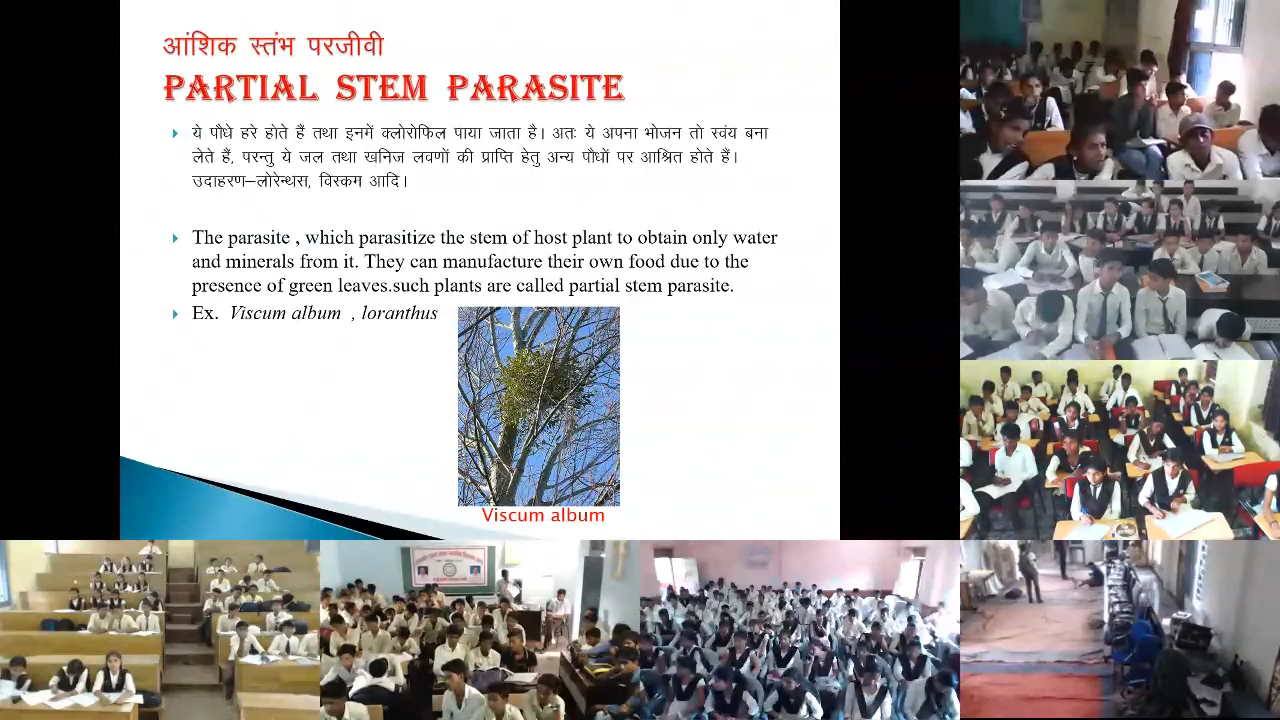 आंशिक स्तंभ परजीवी
PARTIAL STEM PARASITE
ये पौधे हरे होते हैं तथा इनमें क्लोरोफिल पाया जाता है। अतः ये अपना भोजन तो स्वंय बना
लेते हैं, परन्तु ये जल तथा खनिज लवणों की प्राप्ति हेतु अन्य पौधों पर आश्रित होते हैं।
उदाहरण–लोरेन्थस, विस्कम आदि।
The parasite , which parasitize the stem of host plant to obtain only water
and minerals from it. They can manufacture their own food due to the
presence of green leaves.such plants are called partial stem parasite.
Ex. Viscum album , loranthus
Viscum album